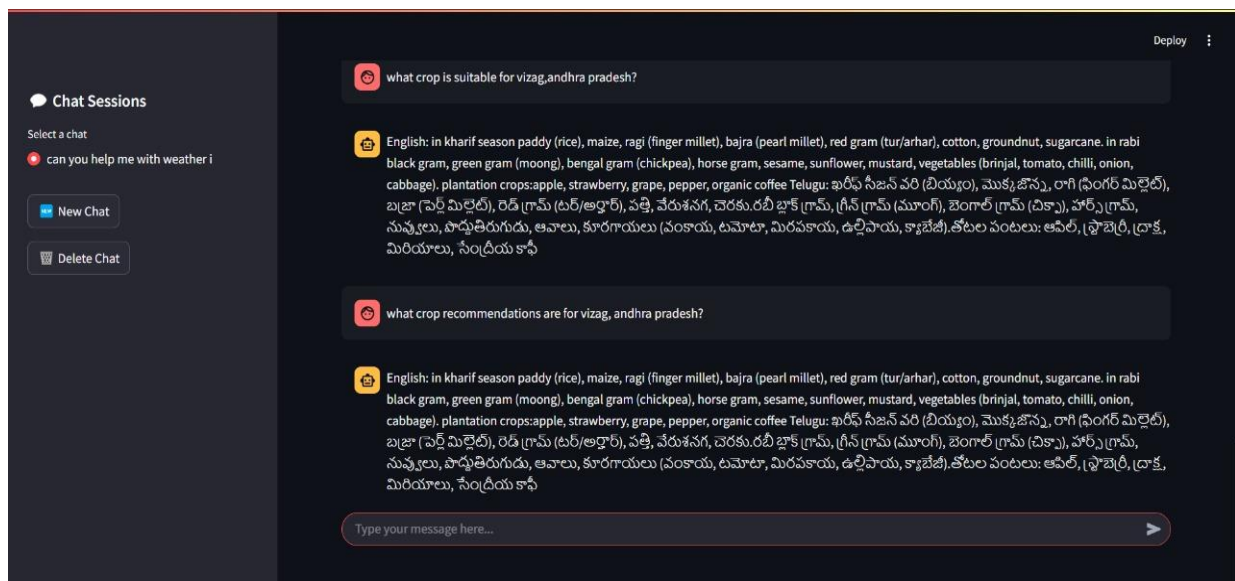 Deploy
Chat Sessions
Select a chat
can you help me with weather i
New Chat
Delete Chat
what crop is suitable for vizag,andhra pradesh?
English: in kharif season paddy (rice), maize, ragi (finger millet), bajra (pearl millet), red gram (tur/arhar), cotton, groundnut, sugarcane. in rabi
black gram, green gram (moong), bengal gram (chickpea), horse gram, sesame, sunflower, mustard, vegetables (brinjal, tomato, chilli, onion,
cabbage). plantation crops:apple, strawberry, grape, pepper, organic coffee Telugu: ఖరీఫ్ సీజన్ వరి (బియ్యం), మొక్కజొన్న, రాగి (ఫింగర్ మిల్లెట్),
బజ్రా (పెర్ల్ మిల్లెట్), రెడ్ గ్రామ్ (టర్/అర్హార్), పత్తి, వేరుశనగ, చెరకు.రబీ బ్లాక్ గ్రామ్, గ్రీన్ గ్రామ్ (మూంగ్), బెంగాల్ గ్రామ్ (చిక్పా), హార్స్ గ్రామ్,
నువ్వులు, పొద్దుతిరుగుడు, ఆవాలు, కూరగాయలు (వంకాయ, టమోటా, మిరపకాయ, ఉల్లిపాయ, క్యాబేజీ).తోటల పంటలు: ఆపిల్, స్ట్రాబెర్రీ, ద్రాక్ష,
మిరియాలు, సేంద్రీయ కాఫీ
what crop recommendations are for vizag, andhra pradesh?
English: in kharif season paddy (rice), maize, ragi (finger millet), bajra (pearl millet), red gram (tur/arhar), cotton, groundnut, sugarcane. in rabi
black gram, green gram (moong), bengal gram (chickpea), horse gram, sesame, sunflower, mustard, vegetables (brinjal, tomato, chilli, onion,
cabbage). plantation crops:apple, strawberry, grape, pepper, organic coffee Telugu: ఖరీఫ్ సీజన్ వరి (బియ్యం), మొక్కజొన్న, రాగి (ఫింగర్ మిల్లెట్),
బజ్రా (పెర్ల్ మిల్లెట్), రెడ్ గ్రామ్ (టర్/అర్హార్), పత్తి, వేరుశనగ, చెరకు.రబీ బ్లాక్ గ్రామ్, గ్రీన్ గ్రామ్ (మూంగ్), బెంగాల్ గ్రామ్ (చిక్పా), హార్స్ గ్రామ్,
నువ్వులు, పొద్దుతిరుగుడు, ఆవాలు, కూరగాయలు (వంకాయ, టమోటా, మిరపకాయ, ఉల్లిపాయ, క్యాబేజీ).తోటల పంటలు: ఆపిల్, స్ట్రాబెర్రీ, ద్రాక్ష,
మిరియాలు, సేంద్రీయ కాఫీ
Type your message here...